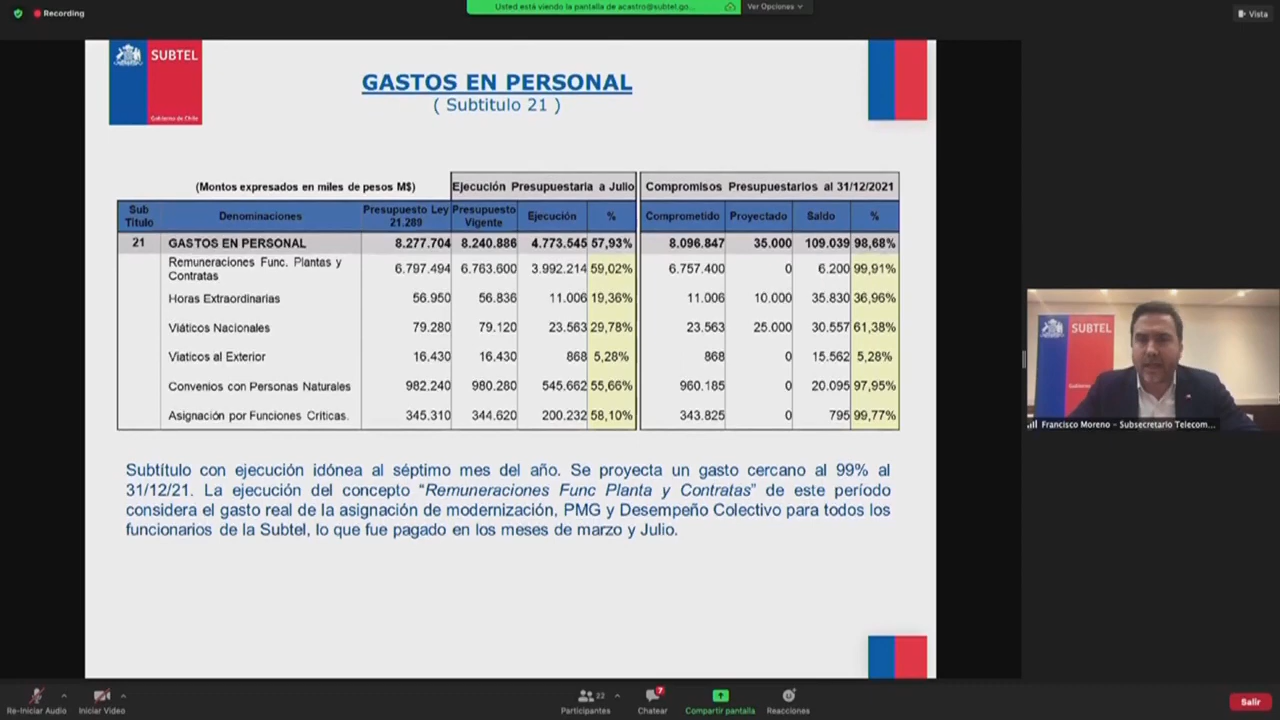 Recording
Usted está viendo la pantalla de acastro@subtel.go...
Ver Opciones
Vista
SUBTEL
Gobierno de Chile
GASTOS EN PERSONAL
( Subtitulo 21 )
(Montos expresados en miles de pesos M$) Ejecución Presupuestaria a Julio Compromisos Presupuestarios al 31/12/2021
Sub Titulo Denominaciones Presupuesto Ley 21.289 Presupuesto Vigente Ejecución % Comprometido Proyectado Saldo %
21 GASTOS EN PERSONAL 8.277.704 8.240.886 4.773.545 57,93% 8.096.847 35.000 109.039 98,68%
Remuneraciones Func. Plantas y Contratas 6.797.494 6.763.600 3.992.214 59,02% 6.757.400 0 6.200 99,91%
Horas Extraordinarias 56.950 56.836 11.006 19,36% 11.006 10.000 35.830 36,96%
Viáticos Nacionales 79.280 79.120 23.563 29,78% 23.563 25.000 30.557 61,38%
Viaticos al Exterior 16.430 16.430 868 5,28% 868 0 15.562 5,28%
Convenios con Personas Naturales 982.240 980.280 545.662 55,66% 960.185 0 20.095 97,95%
Asignación por Funciones Críticas. 345.310 344.620 200.232 58,10% 343.825 0 795 99,77%
Subtítulo con ejecución idónea al séptimo mes del año. Se proyecta un gasto cercano al 99% al
31/12/21. La ejecución del concepto “Remuneraciones Func Planta y Contratas” de este período
considera el gasto real de la asignación de modernización, PMG y Desempeño Colectivo para todos los
funcionarios de la Subtel, lo que fue pagado en los meses de marzo y Julio.
SUBTEL
Gobierno
Francisco Moreno - Subsecretario Telecom...
Re-Iniciar Audio
Iniciar Video
22
Participantes
7
Chatear
Compartir pantalla
Reacciones
Salir